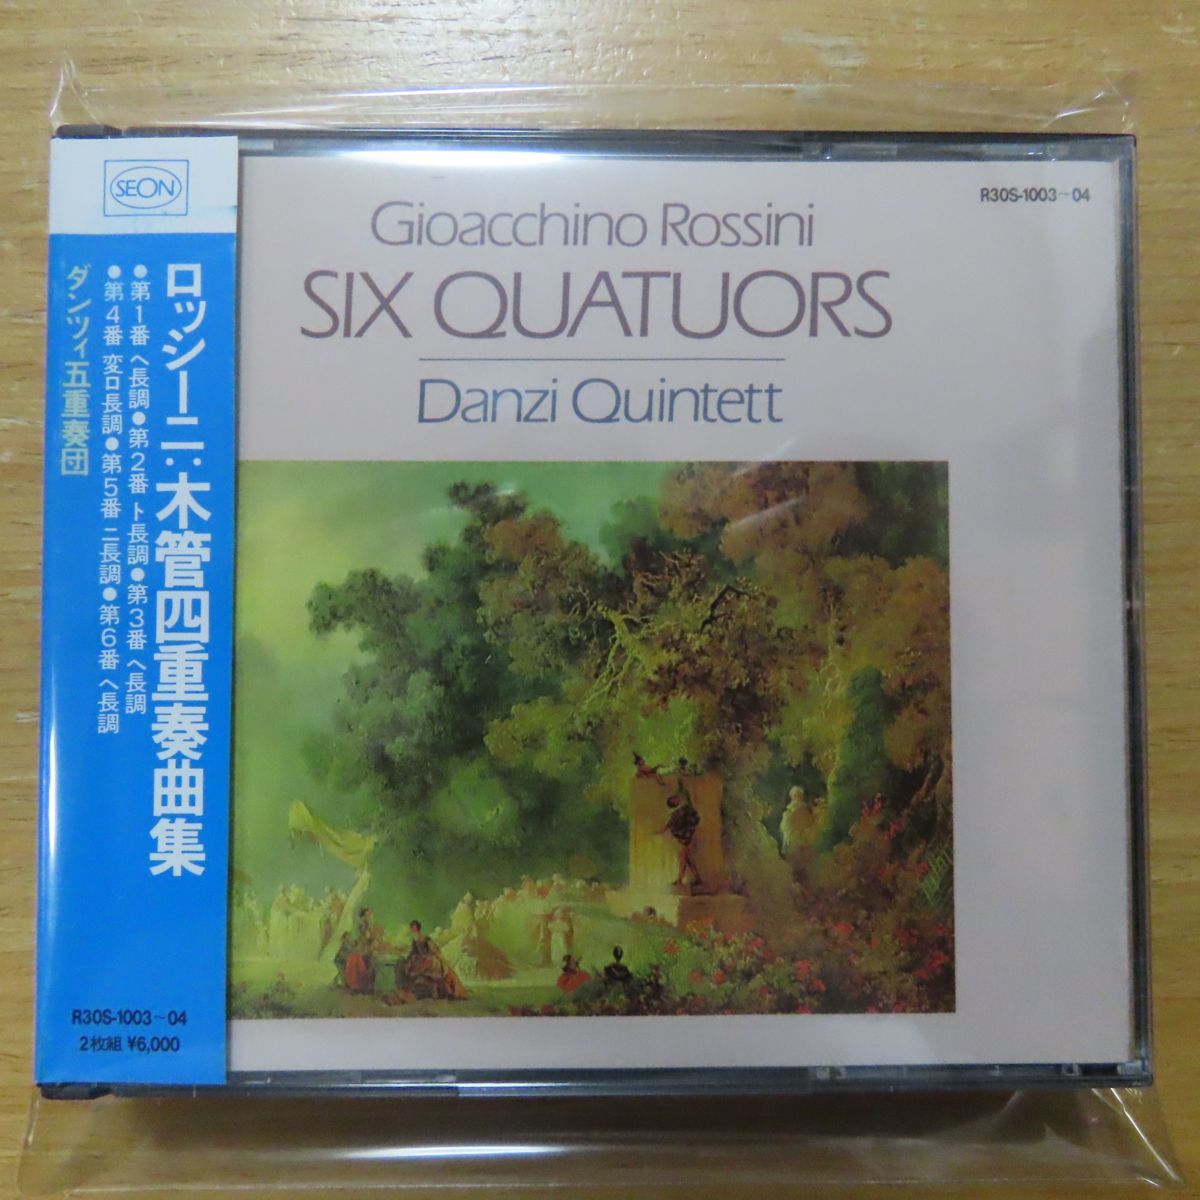 SEON
ロッシーニ:木管四重奏曲集
●第1番 ヘ長調●第2番 ト長調●第3番 ヘ長調
●第4番 変ロ長調●第5番 ニ長調●第6番 ヘ長調
ダンツィ五重奏団
R30S-1003~04
2枚組 ¥6,000
R30S-1003~04
Gioacchino Rossini
SIX QUATUORS
Danzi Quintett